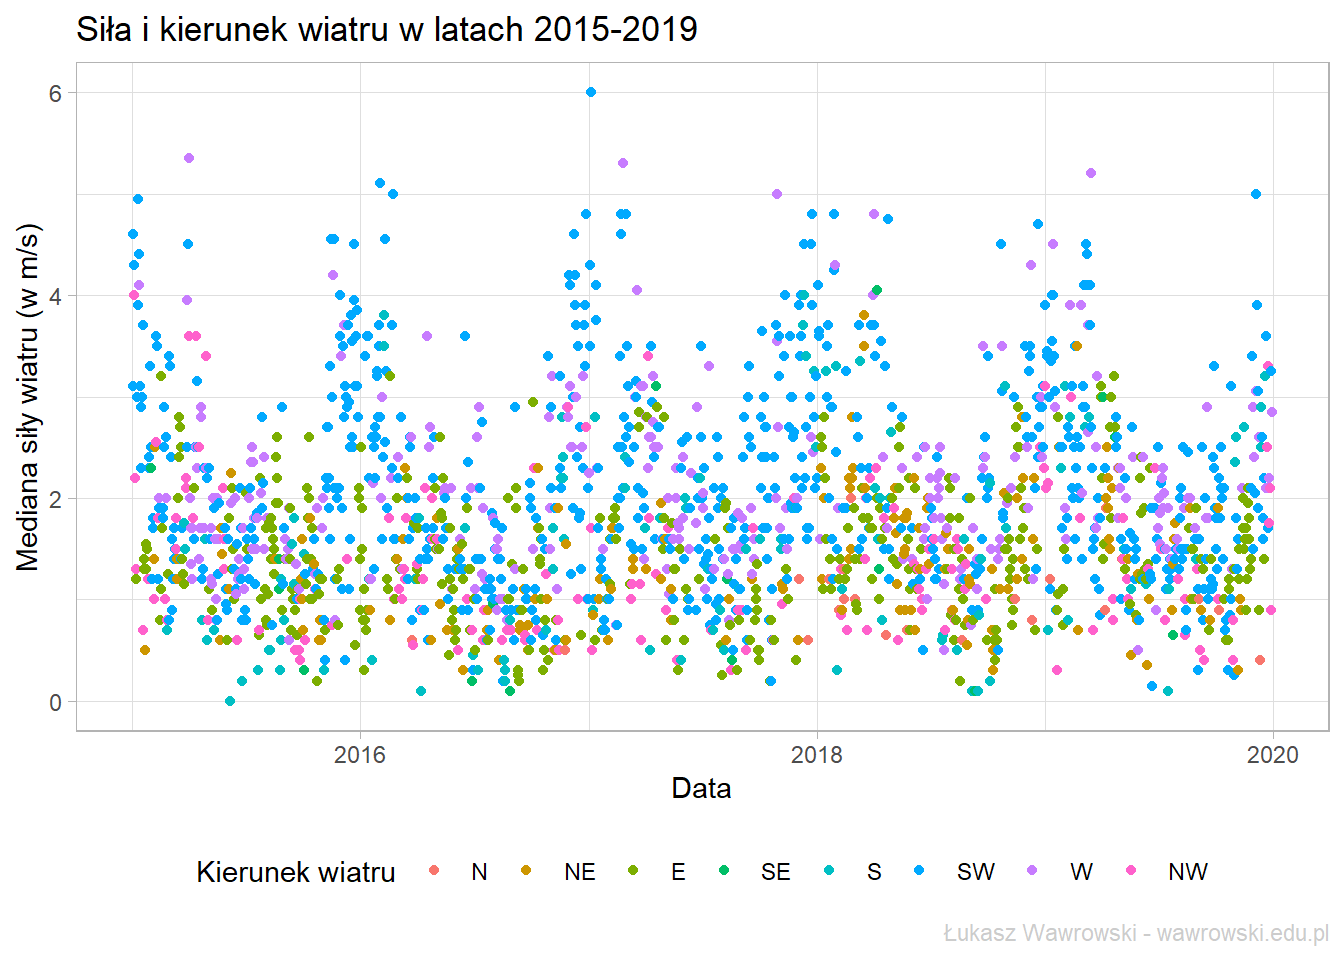 Siła i kierunek wiatru w latach 2015-2019
Mediana siły wiatru (w m/s)
6
4
2
0
2016
2018
2020
Data
Kierunek wiatru
N
NE
E
SE
S
SW
W
NW
Łukasz Wawrowski - wawrowski.edu.pl